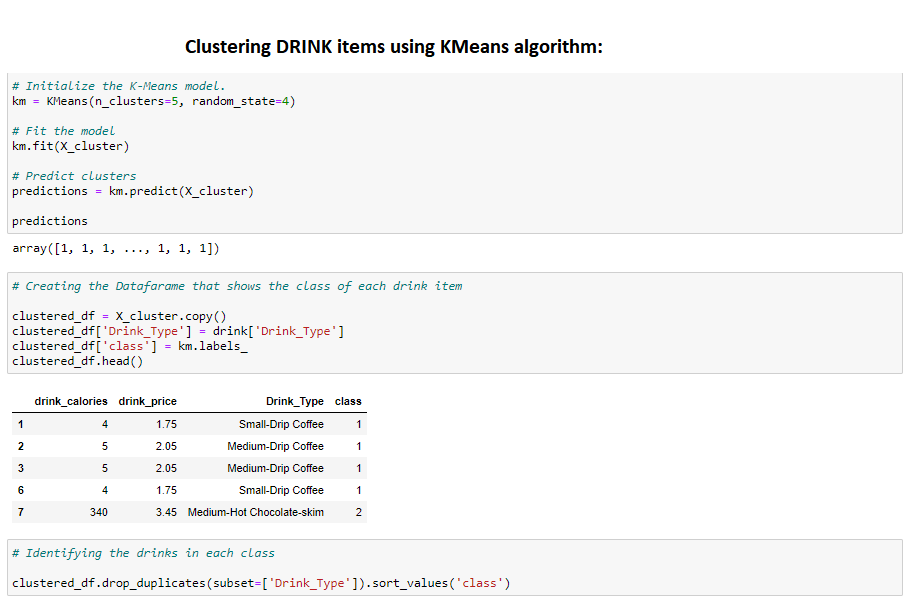 Clustering DRINK items using KMeans algorithm:
# Initialize the K-Means model.
km = KMeans(n_clusters=5, random_state=4)
# Fit the model
km.fit(X_cluster)
# Predict clusters
predictions = km.predict(X_cluster)
predictions
array([1, 1, 1, ..., 1, 1, 1])
# Creating the Datafarame that shows the class of each drink item
clustered_df = X_cluster.copy()
clustered_df['Drink_Type'] = drink['Drink_Type']
clustered_df['class'] = km.labels_
clustered_df.head()
drink_calories drink_price Drink_Type class
1 4 1.75 Small-Drip Coffee 1
2 5 2.05 Medium-Drip Coffee 1
3 5 2.05 Medium-Drip Coffee 1
6 4 1.75 Small-Drip Coffee 1
7 340 3.45 Medium-Hot Chocolate-skim 2
# Identifying the drinks in each class
clustered_df.drop_duplicates(subset=['Drink_Type']).sort_values('class')